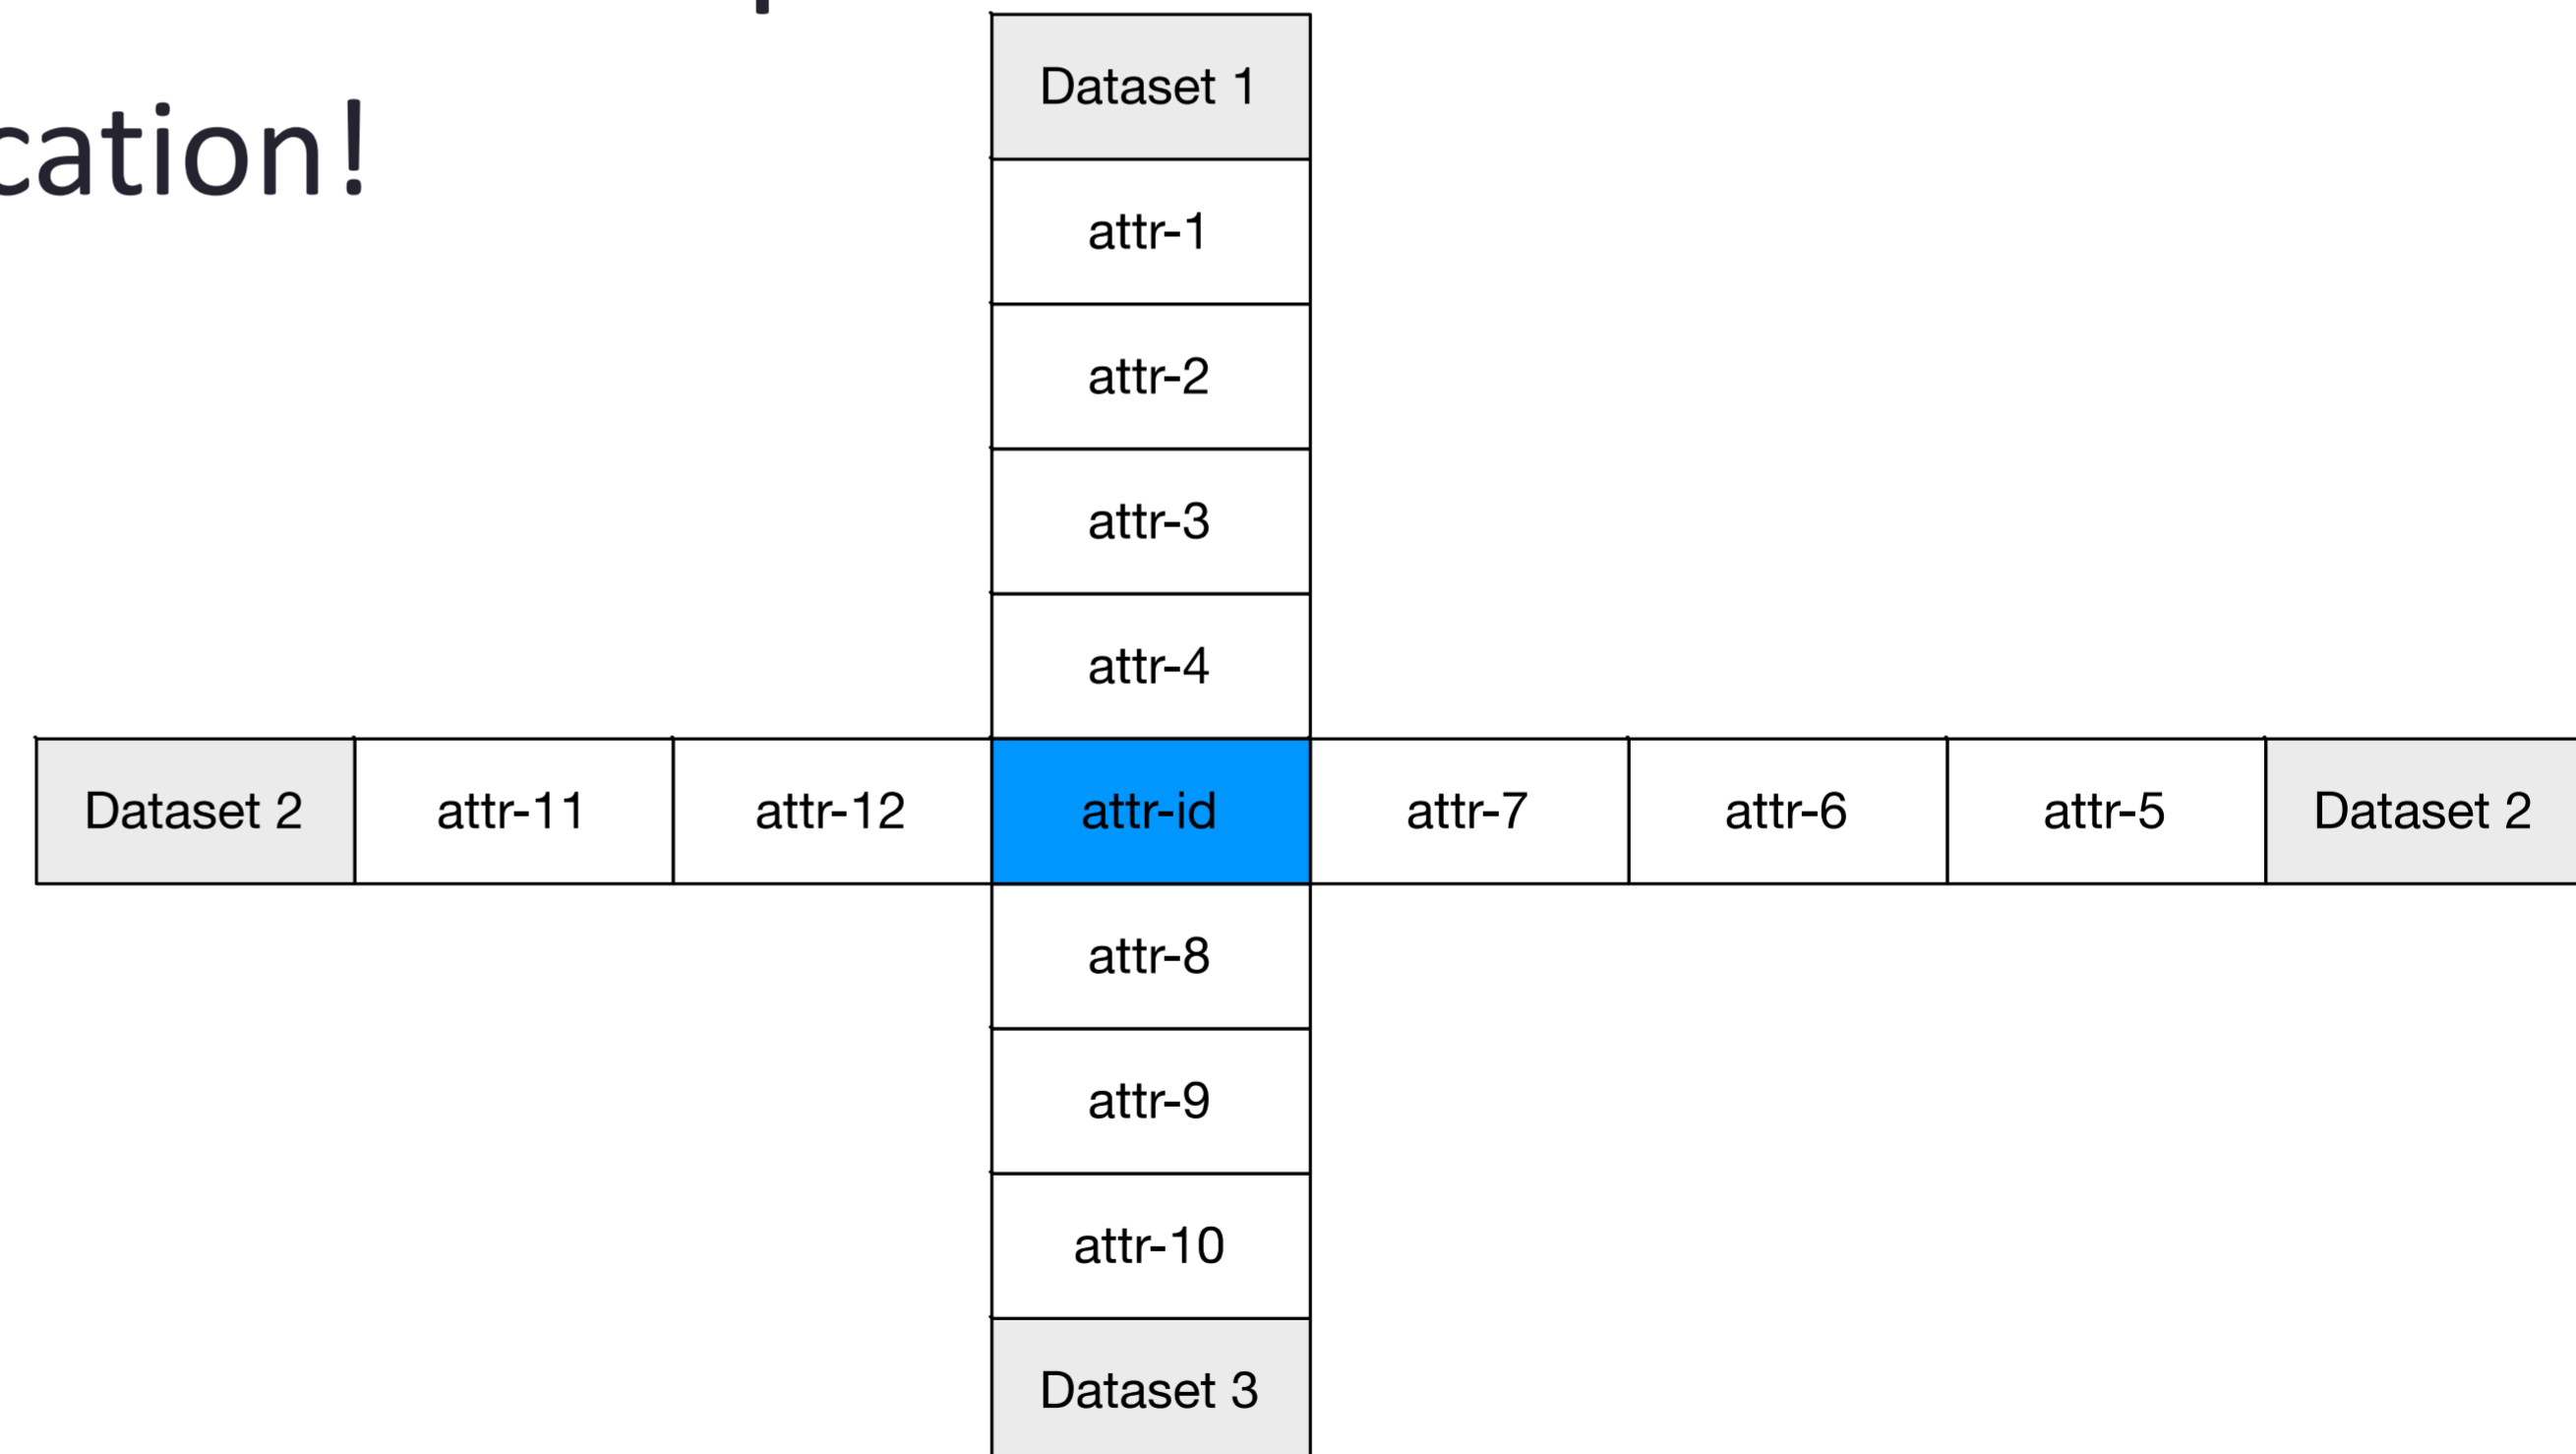 cation!
Dataset 1
attr-1
attr-2
attr-3
attr-4
Dataset 2 attr-11 attr-12 attr-id attr-7 attr-6 attr-5 Dataset 2
attr-8
attr-9
attr-10
Dataset 3